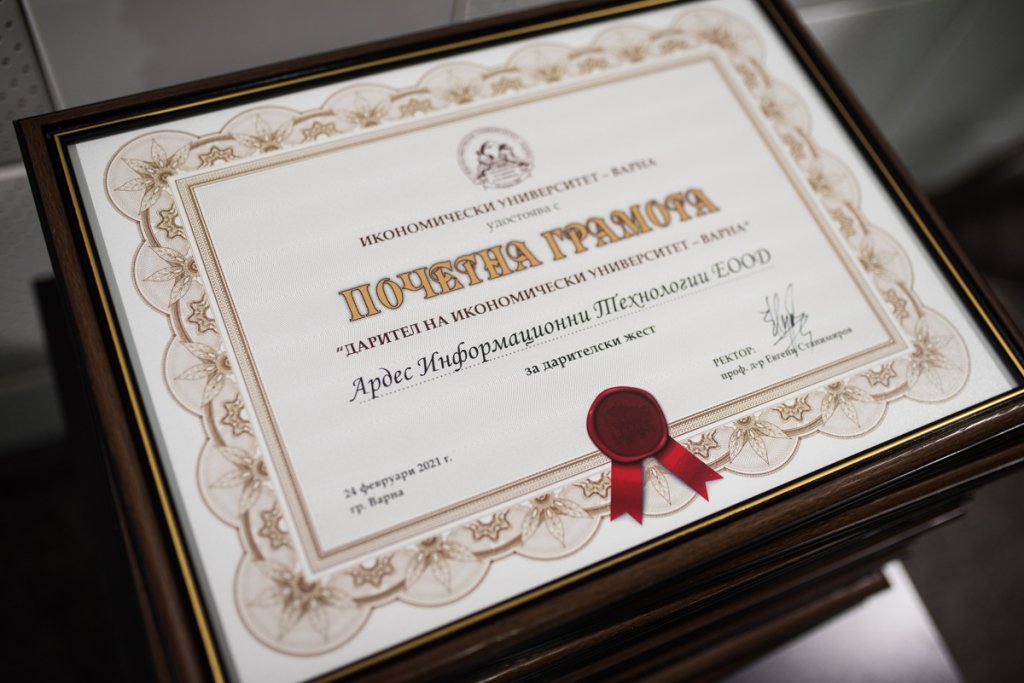 ИКОНОМИЧЕСКИ УНИВЕРСИТЕТ – ВАРНА
удостоява с
ПОЧЕТНА ГРАМОТА
“ДАРИТЕЛ НА ИКОНОМИЧЕСКИ УНИВЕРСИТЕТ – ВАРНА”
Ардес Информационни Технологии ЕООД
за дарителски жест
РЕКТОР:
проф. д-р Евгени Станимиров
24 февруари 2021 г.
гр. Варна